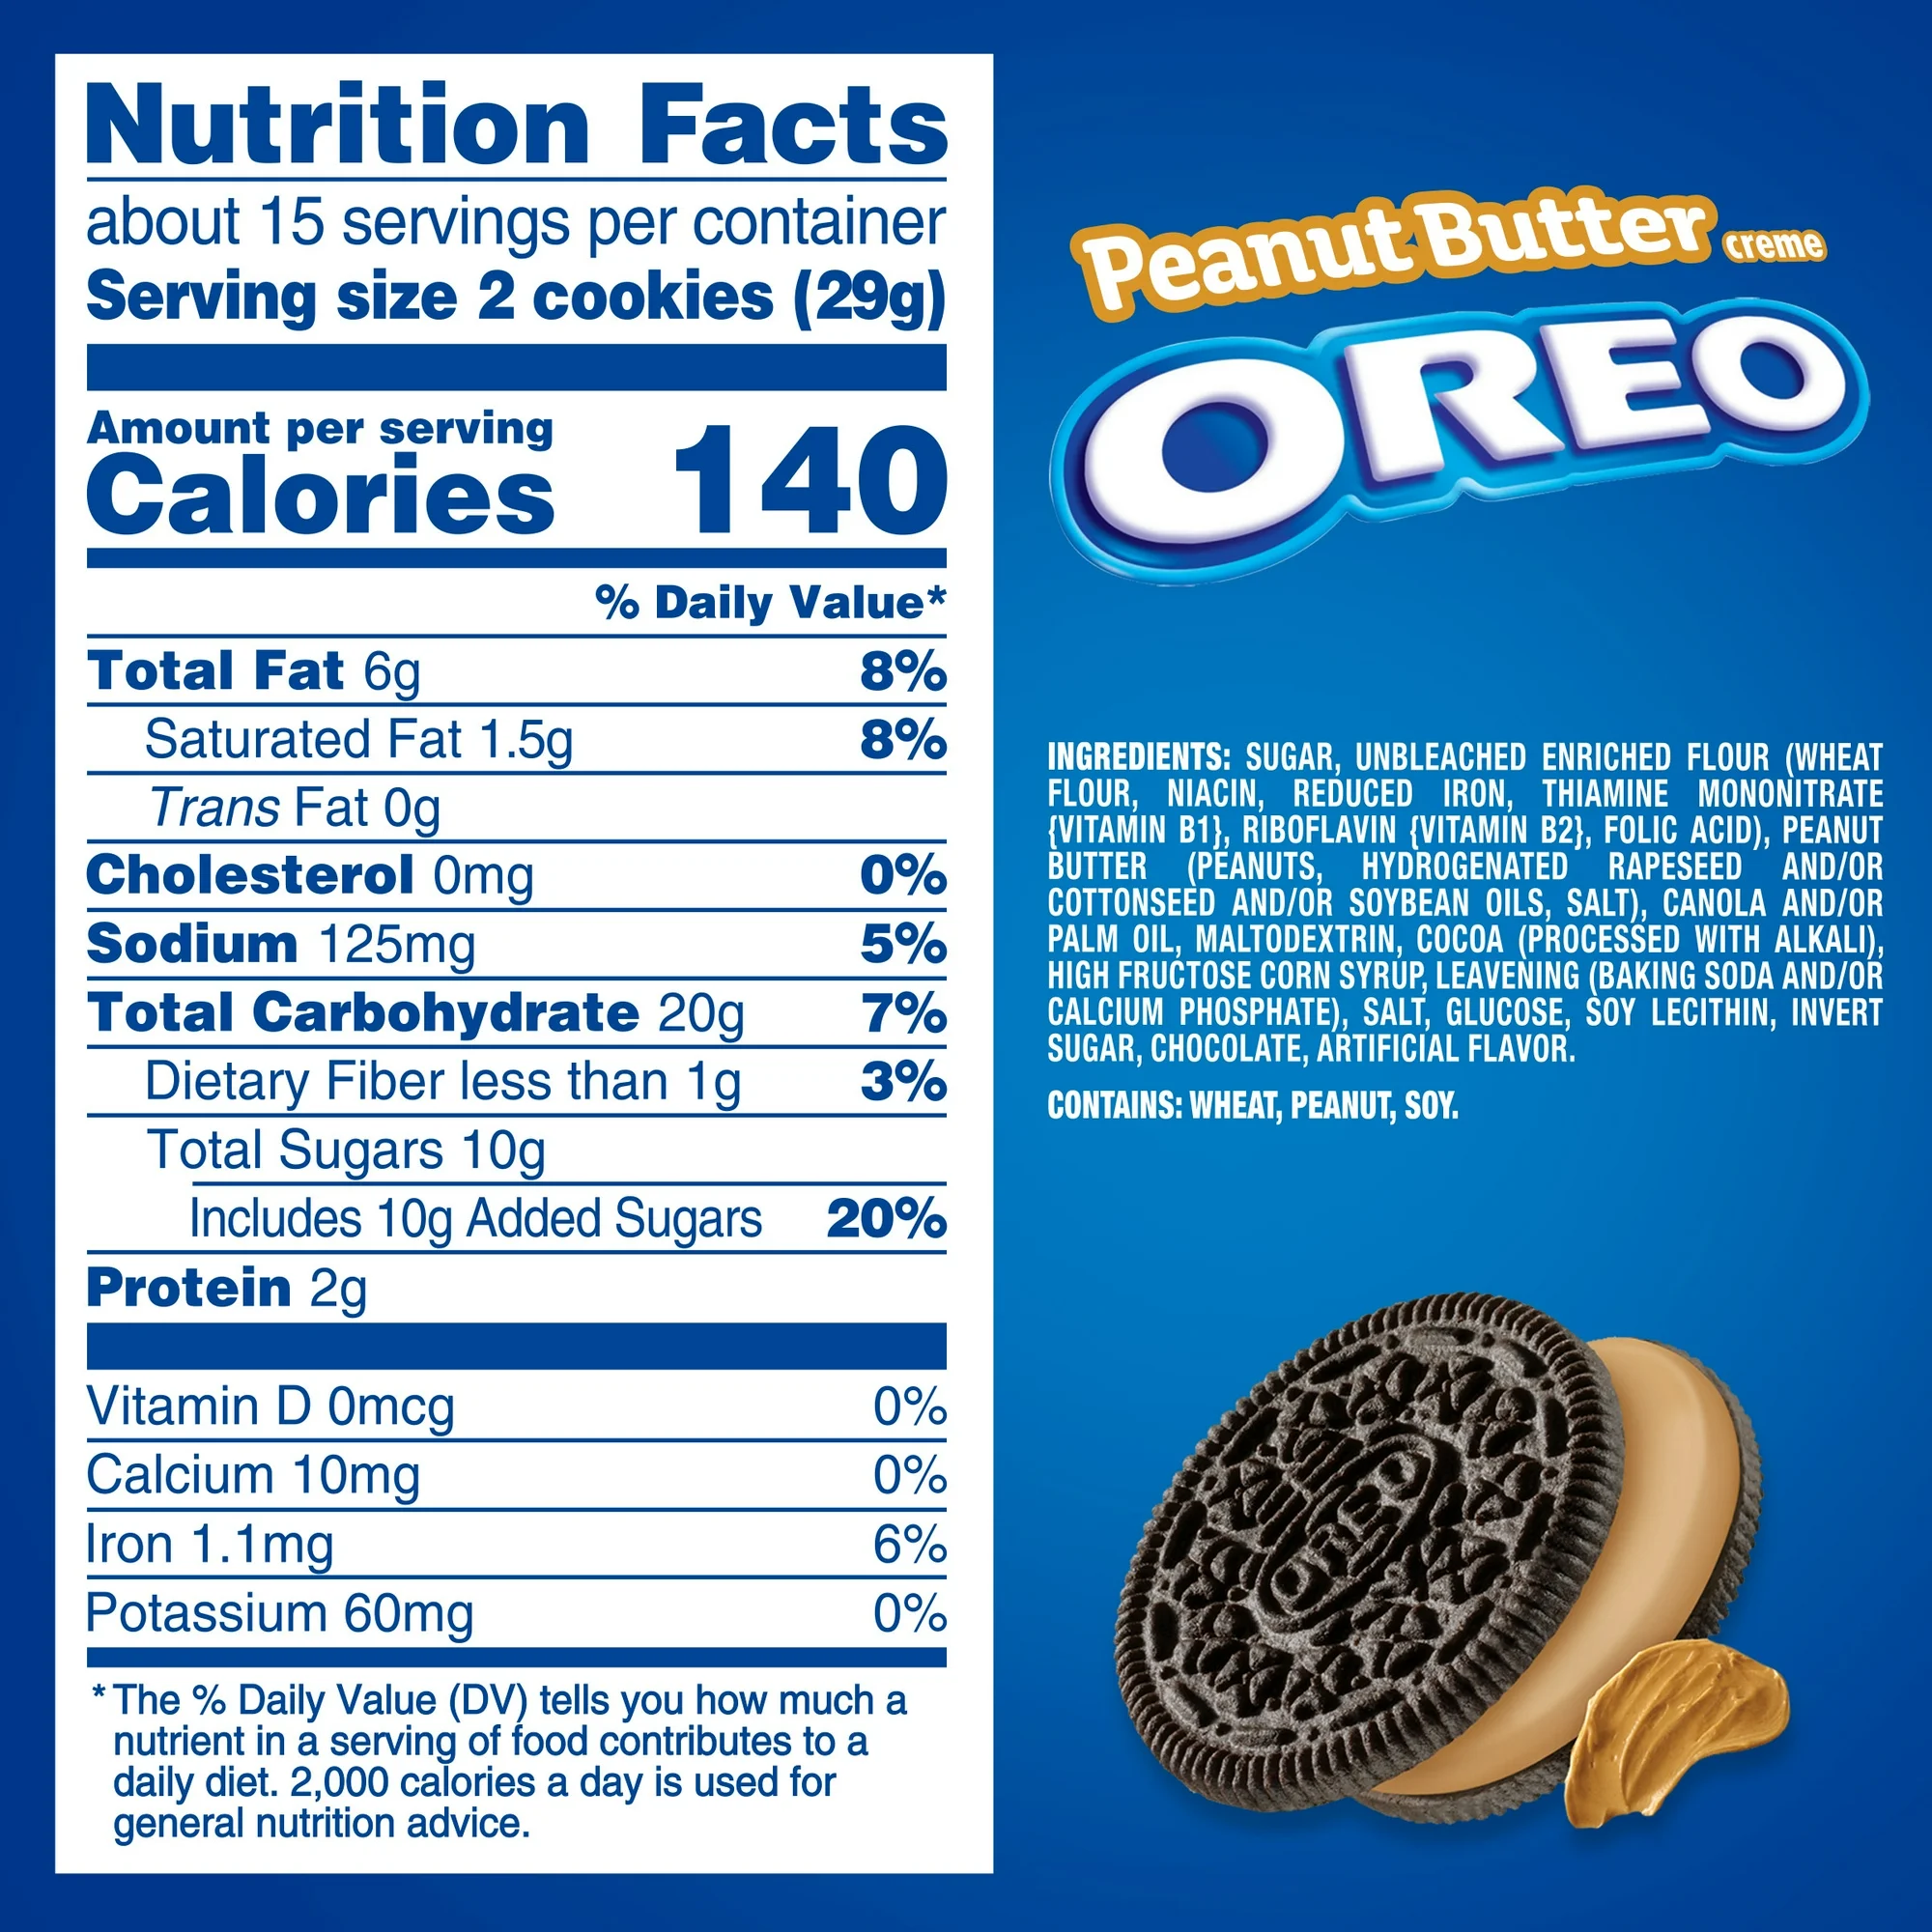 Nutrition Facts
about 15 servings per container
Serving size 2 cookies (29g)
Amount per serving
Calories 140
% Daily Value*
Total Fat 6g 8%
Saturated Fat 1.5g 8%
Trans Fat 0g
Cholesterol 0mg 0%
Sodium 125mg 5%
Total Carbohydrate 20g 7%
Dietary Fiber less than 1g 3%
Total Sugars 10g
Includes 10g Added Sugars 20%
Protein 2g
Vitamin D 0mcg 0%
Calcium 10mg 0%
Iron 1.1mg 6%
Potassium 60mg 0%
* The % Daily Value (DV) tells you how much a
nutrient in a serving of food contributes to a
daily diet. 2,000 calories a day is used for
general nutrition advice.
Peanut Butter creme
OREO
INGREDIENTS: SUGAR, UNBLEACHED ENRICHED FLOUR (WHEAT
FLOUR, NIACIN, REDUCED IRON, THIAMINE MONONITRATE
{VITAMIN B1}, RIBOFLAVIN {VITAMIN B2}, FOLIC ACID), PEANUT
BUTTER (PEANUTS, HYDROGENATED RAPESEED AND/OR
COTTONSEED AND/OR SOYBEAN OILS, SALT), CANOLA AND/OR
PALM OIL, MALTODEXTRIN, COCOA (PROCESSED WITH ALKALI),
HIGH FRUCTOSE CORN SYRUP, LEAVENING (BAKING SODA AND/OR
CALCIUM PHOSPHATE), SALT, GLUCOSE, SOY LECITHIN, INVERT
SUGAR, CHOCOLATE, ARTIFICIAL FLAVOR.
CONTAINS: WHEAT, PEANUT, SOY.
OREO